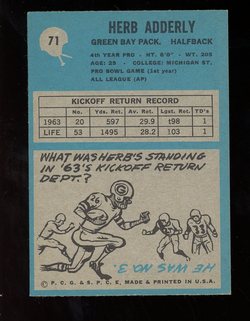 71
HERB ADDERLY
GREEN BAY PACK. HALFBACK
4th YEAR PRO - HT. 6'0" - WT. 205
AGE: 25 - COLLEGE: MICHIGAN ST.
PRO BOWL GAME (1st year)
ALL LEAGUE (AP)
KICKOFF RETURN RECORD
No. Yds. Ret. Avg. Ret. Longest TD's
1963 20 597 29.9 t98 1
LIFE 53 1495 28.2 103 1
WHAT WAS HERB'S STANDING
IN '63'S KICKOFF RETURN
DEPT.?
HE WAS NO. 3.
© P. C. G. & S. P. C. E. MADE & PRINTED IN U.S.A.